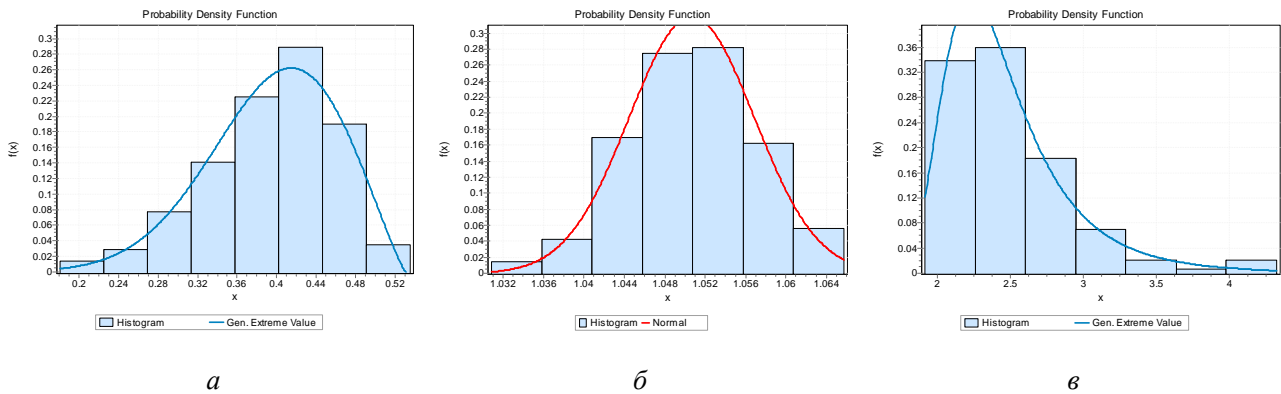 Probability Density Function
f(x)
0.3
0.28
0.26
0.24
0.22
0.2
0.18
0.16
0.14
0.12
0.1
0.08
0.06
0.04
0.02
0
0.2 0.24 0.28 0.32 0.36 0.4 0.44 0.48 0.52
x
Histogram Gen. Extreme Value
а
Probability Density Function
f(x)
0.3
0.28
0.26
0.24
0.22
0.2
0.18
0.16
0.14
0.12
0.1
0.08
0.06
0.04
0.02
0
1.032 1.036 1.04 1.044 1.048 1.052 1.056 1.06 1.064
x
Histogram Normal
б
Probability Density Function
f(x)
0.36
0.32
0.28
0.24
0.2
0.16
0.12
0.08
0.04
0
2 2.5 3 3.5 4
x
Histogram Gen. Extreme Value
в